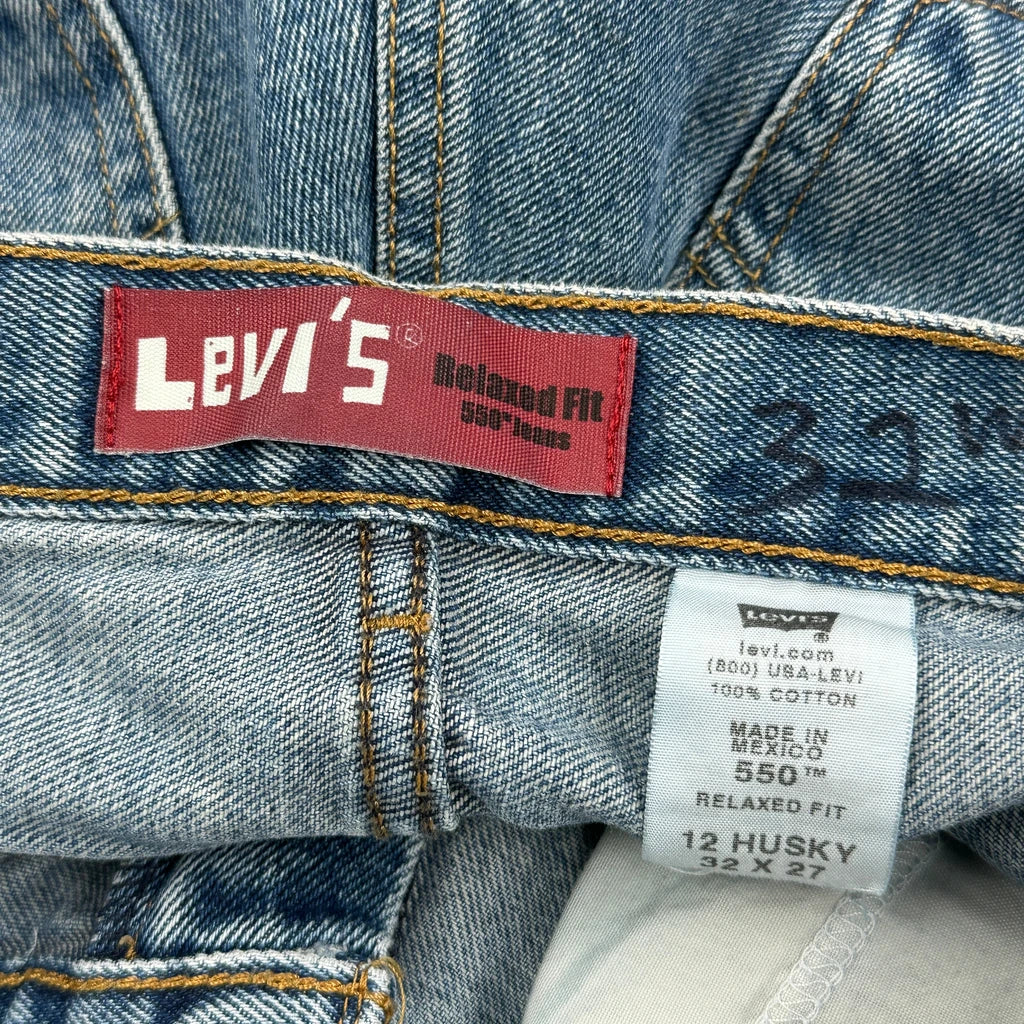 Levi's®
Relaxed Fit
550™ Jeans
32 W
Levi's
®
levi.com
(800) USA-LEVI
100% COTTON
MADE IN
MEXICO
550™
RELAXED FIT
12 HUSKY
32 X 27